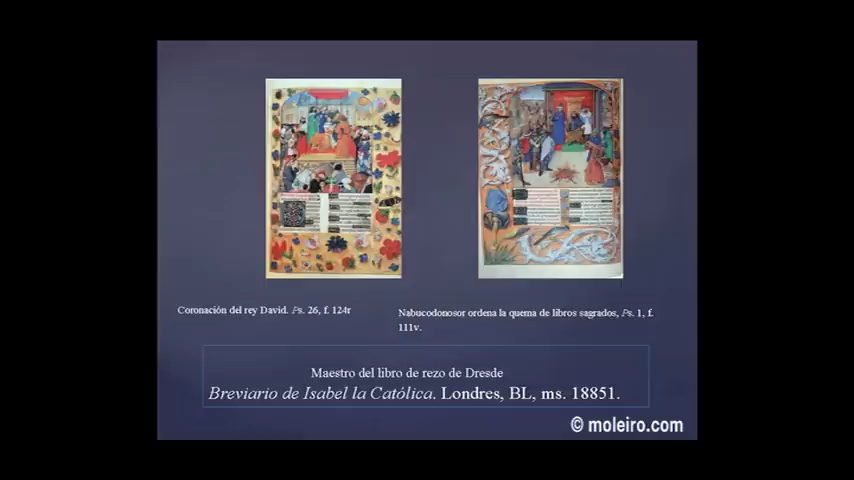 Coronación del rey David. Ps. 26, f. 124r
Nabucodonosor ordena la quema de libros sagrados, Ps. 1, f.
111v.
Maestro del libro de rezo de Dresde
Breviario de Isabel la Católica. Londres, BL, ms. 18851.
© moleiro.com